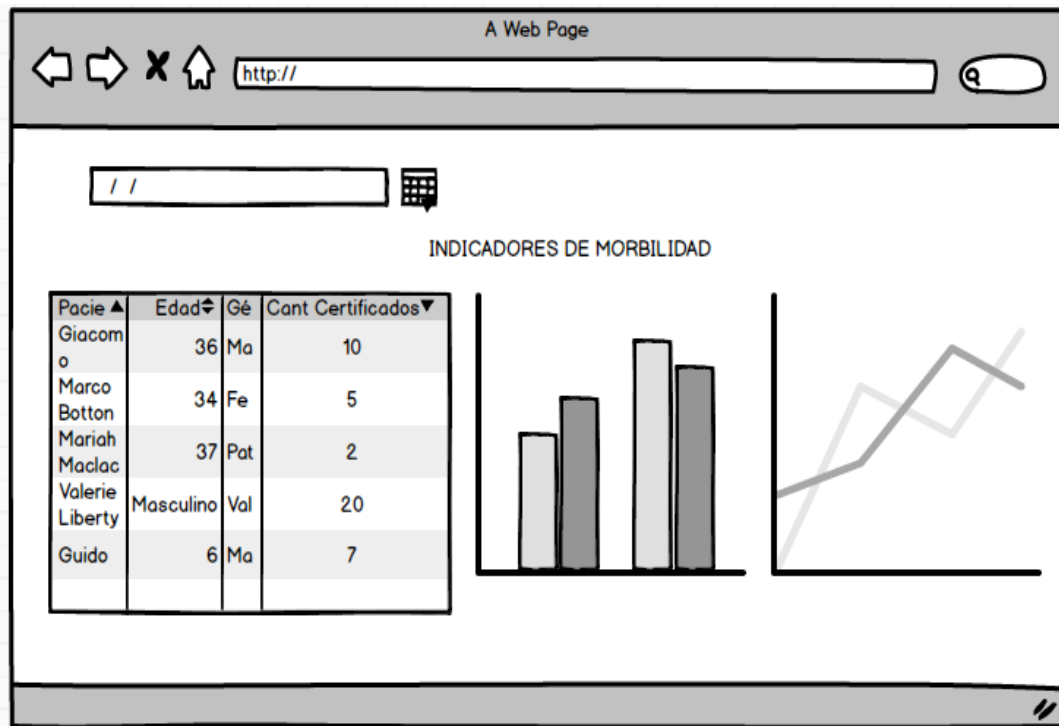 A Web Page
http://
/ /
INDICADORES DE MORBILIDAD
Pacie Edad Gé Cant Certificados
Giacom
o 36 Ma 10
Marco
Botton 34 Fe 5
Mariah
Maclac 37 Pat 2
Valerie
Liberty Masculino Val 20
Guido 6 Ma 7